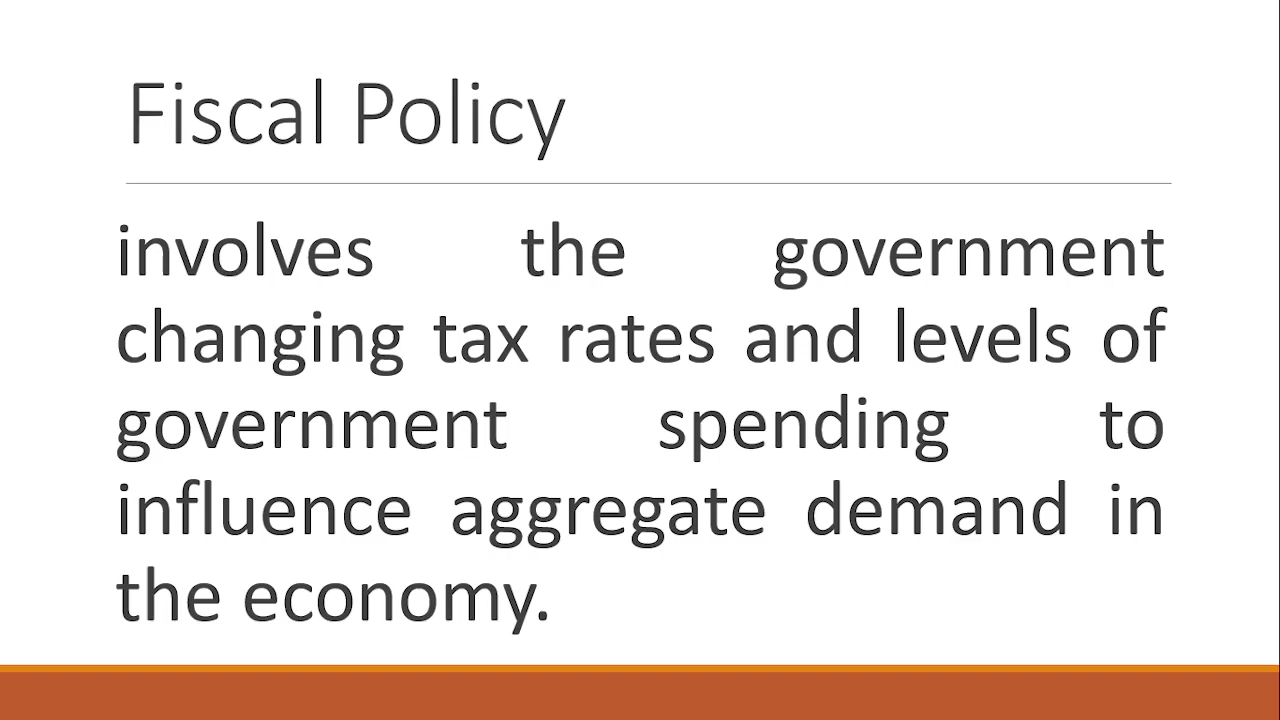 Fiscal Policy
involves the government
changing tax rates and levels of
government spending to
influence aggregate demand in
the economy.